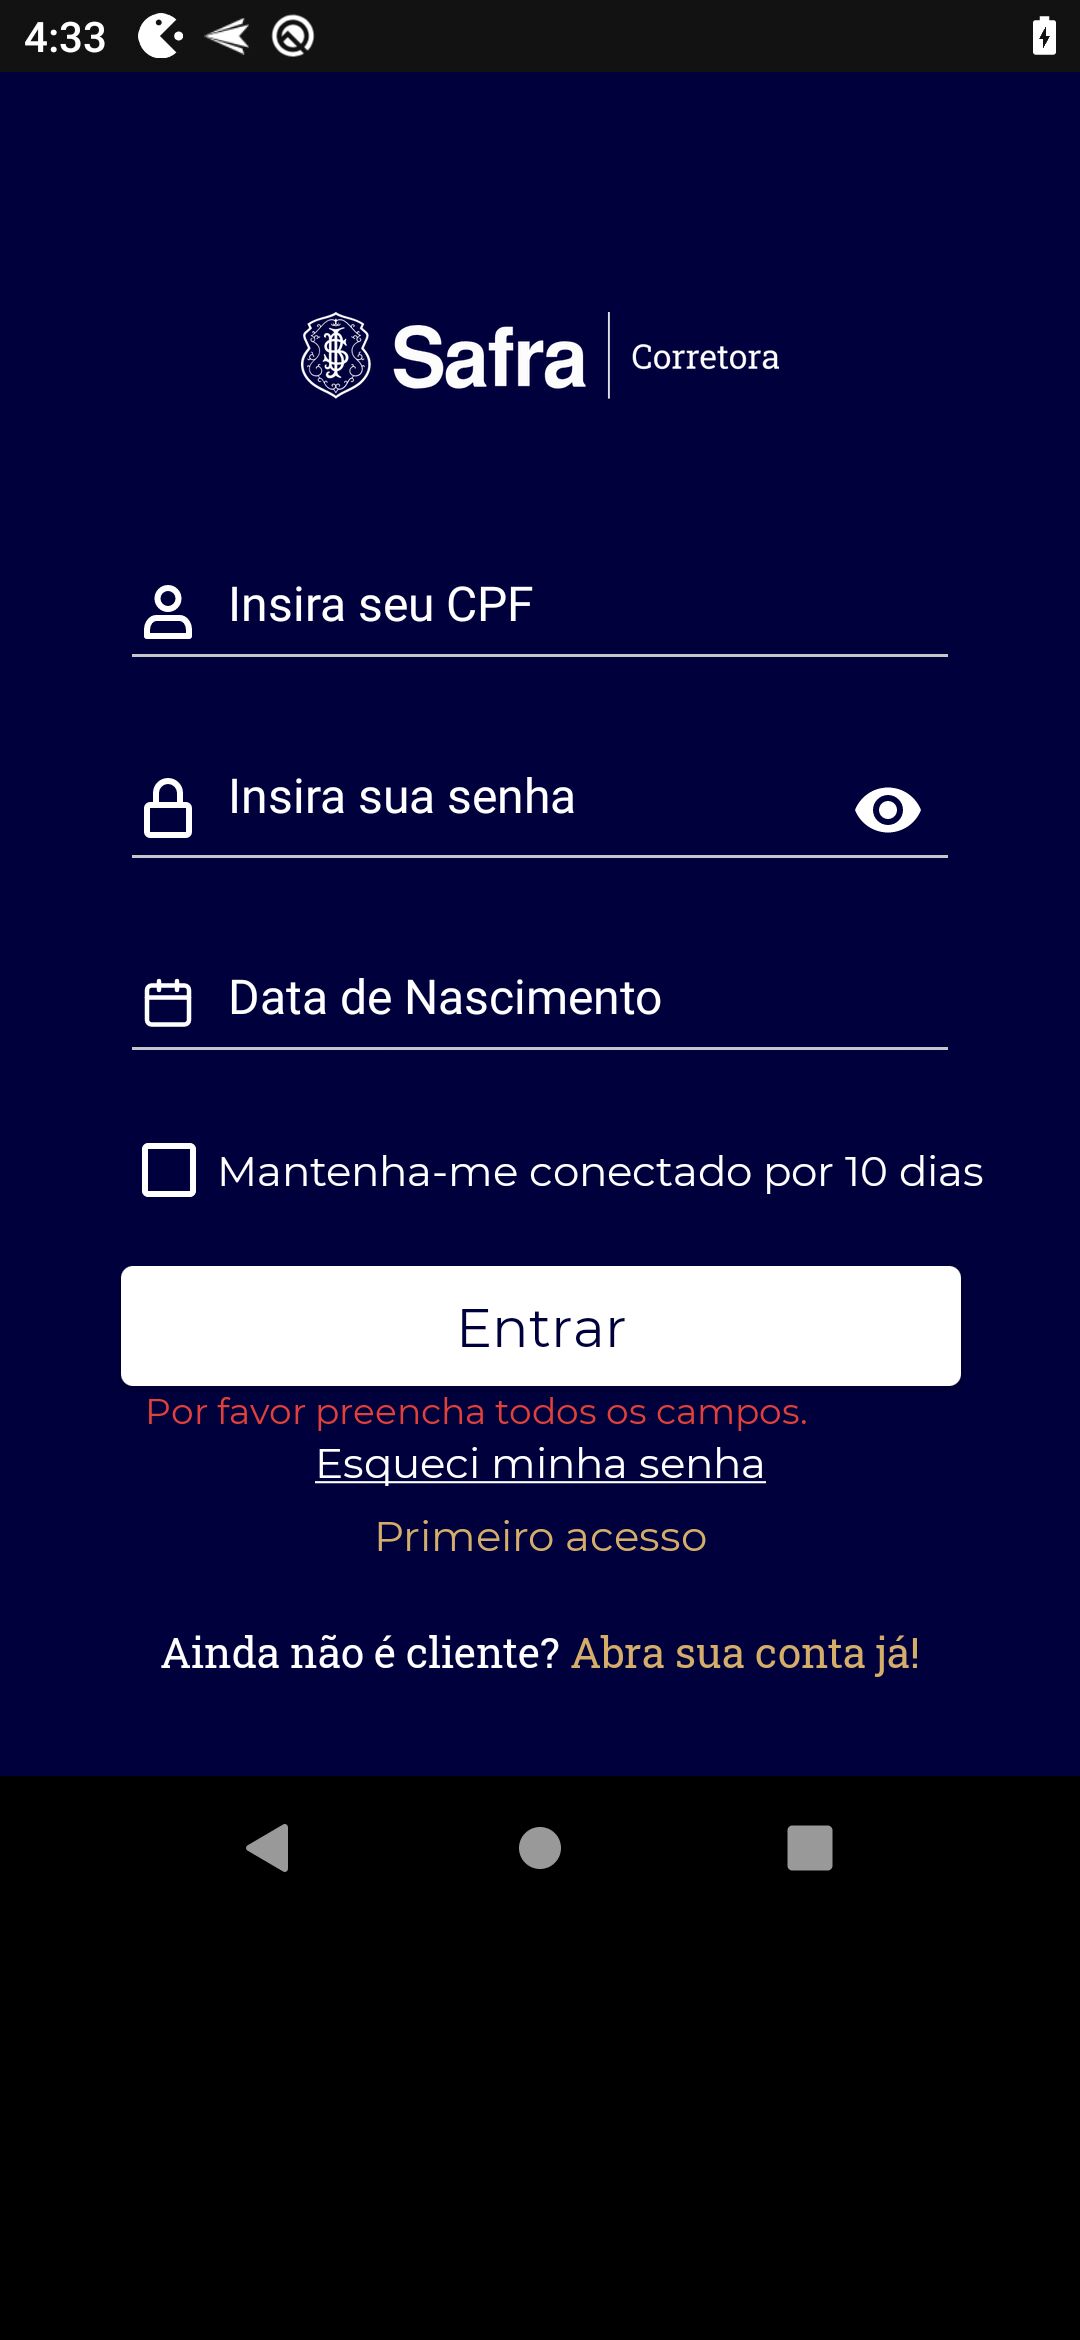 4:33
Safra Corretora
Insira seu CPF
Insira sua senha
Data de Nascimento
Mantenha-me conectado por 10 dias
Entrar
Por favor preencha todos os campos.
Esqueci minha senha
Primeiro acesso
Ainda não é cliente? Abra sua conta já!